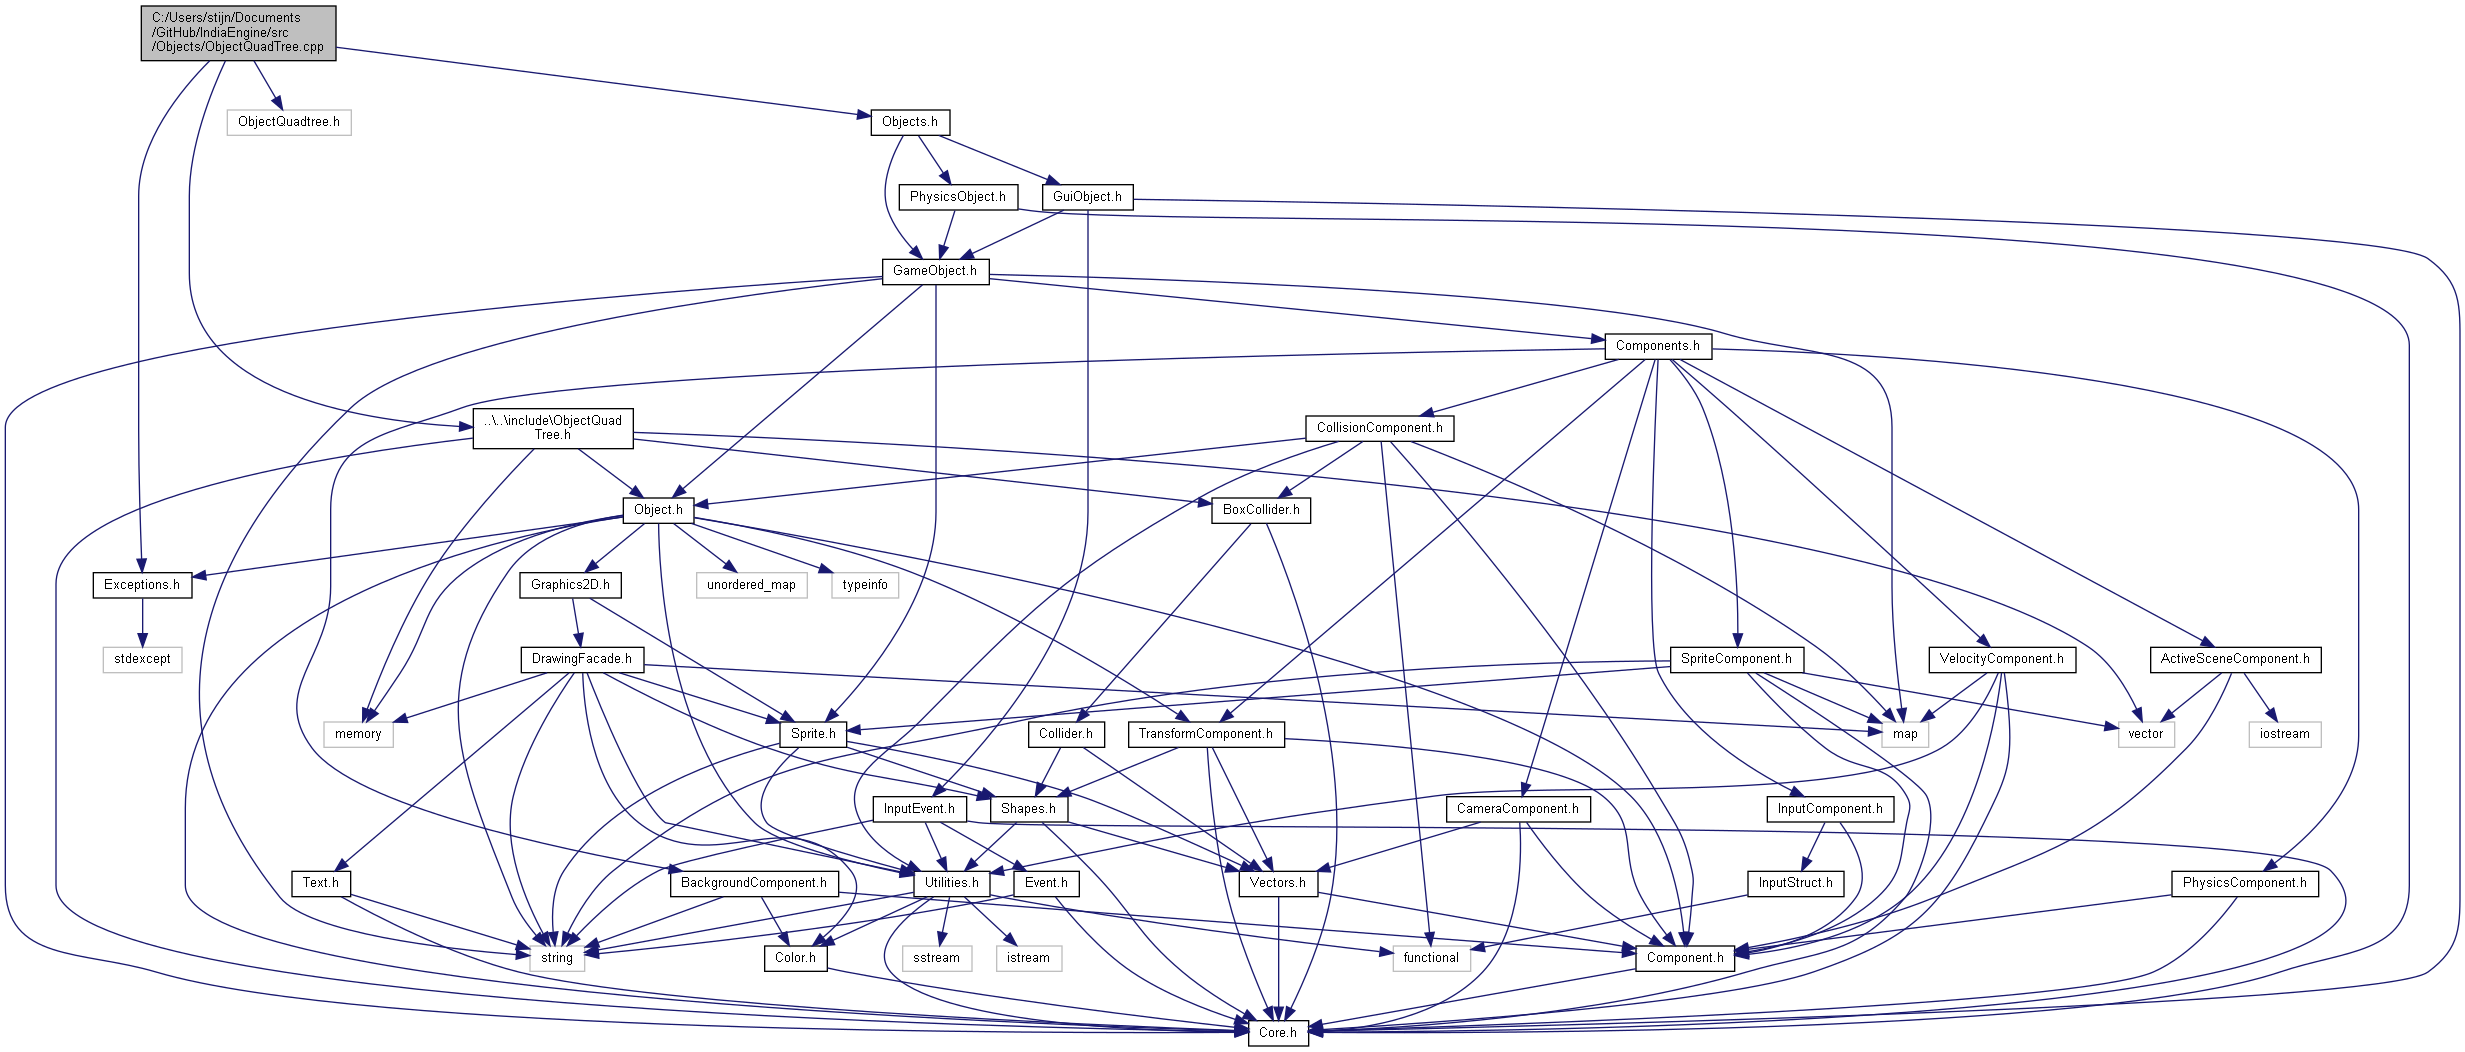 C:/Users/stijn/Documents
/GitHub/IndiaEngine/src
/Objects/ObjectQuadTree.cpp
ObjectQuadtree.h
Objects.h
PhysicsObject.h
GuiObject.h
GameObject.h
Components.h
..\..\include\ObjectQuad
Tree.h
CollisionComponent.h
Object.h
BoxCollider.h
Exceptions.h
Graphics2D.h
unordered_map
typeinfo
stdexcept
DrawingFacade.h
SpriteComponent.h
VelocityComponent.h
ActiveSceneComponent.h
memory
Sprite.h
Collider.h
TransformComponent.h
map
vector
iostream
InputEvent.h
Shapes.h
CameraComponent.h
InputComponent.h
Text.h
BackgroundComponent.h
Utilities.h
Event.h
Vectors.h
InputStruct.h
PhysicsComponent.h
string
Color.h
sstream
istream
functional
Component.h
Core.h